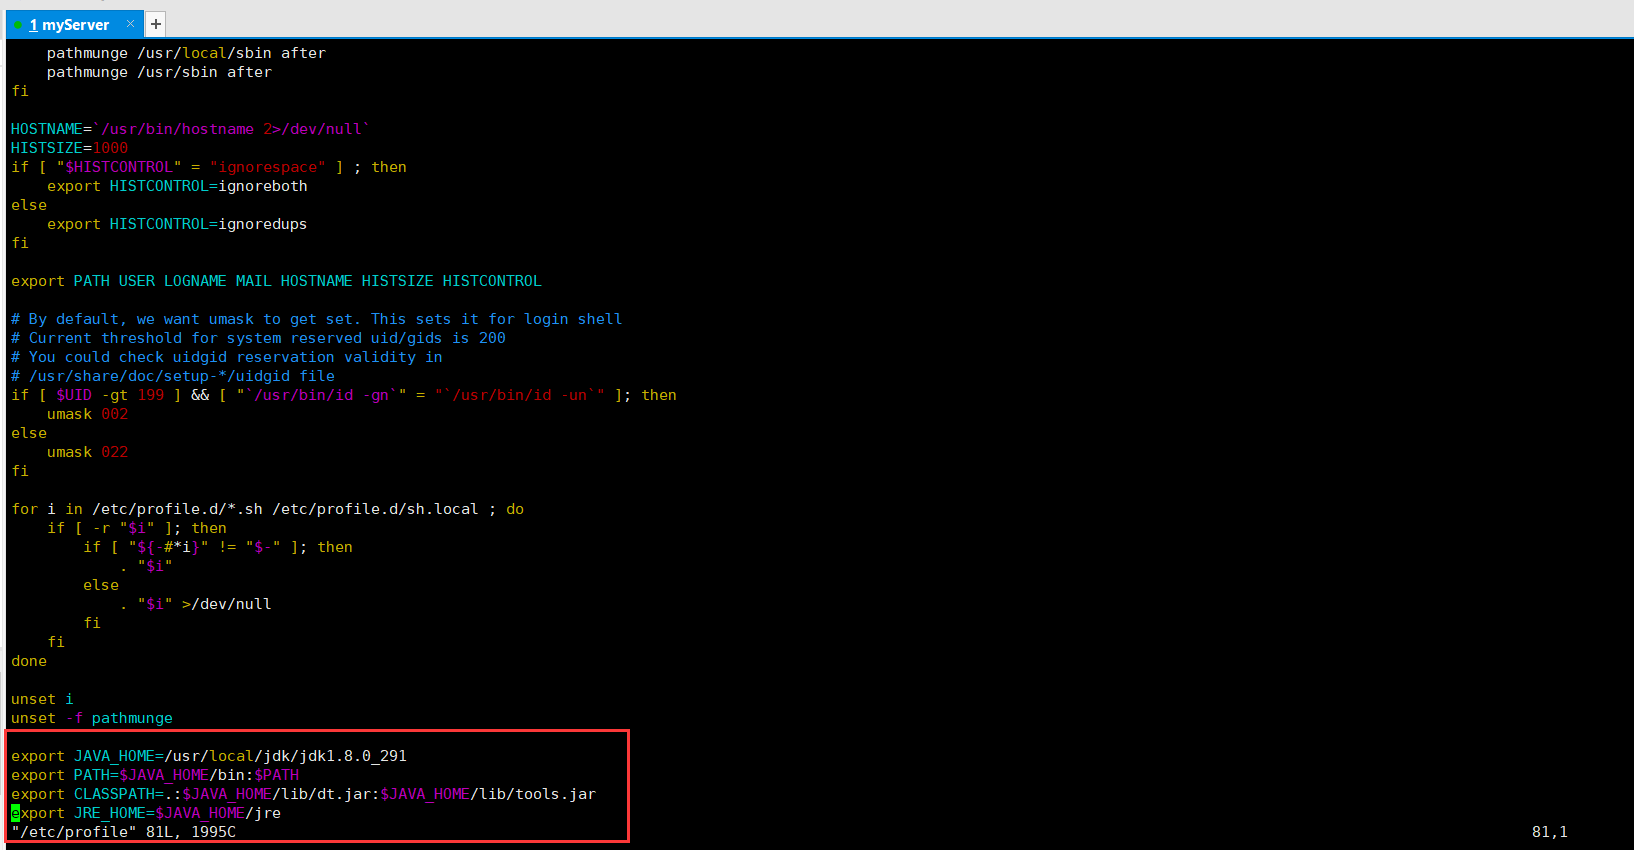 1 myServer × +
    pathmunge /usr/local/sbin after
    pathmunge /usr/sbin after
fi

HOSTNAME=`/usr/bin/hostname 2>/dev/null`
HISTSIZE=1000
if [ "$HISTCONTROL" = "ignorespace" ] ; then
    export HISTCONTROL=ignoreboth
else
    export HISTCONTROL=ignoredups
fi

export PATH USER LOGNAME MAIL HOSTNAME HISTSIZE HISTCONTROL

# By default, we want umask to get set. This sets it for login shell
# Current threshold for system reserved uid/gids is 200
# You could check uidgid reservation validity in
# /usr/share/doc/setup-*/uidgid file
if [ $UID -gt 199 ] && [ "`/usr/bin/id -gn`" = "`/usr/bin/id -un`" ]; then
    umask 002
else
    umask 022
fi

for i in /etc/profile.d/*.sh /etc/profile.d/sh.local ; do
    if [ -r "$i" ]; then
        if [ "${-#*i}" != "$-" ]; then
            . "$i"
        else
            . "$i" >/dev/null
        fi
    fi
done

unset i
unset -f pathmunge

export JAVA_HOME=/usr/local/jdk/jdk1.8.0_291
export PATH=$JAVA_HOME/bin:$PATH
export CLASSPATH=.:$JAVA_HOME/lib/dt.jar:$JAVA_HOME/lib/tools.jar
export JRE_HOME=$JAVA_HOME/jre
"/etc/profile" 81L, 1995C 81,1